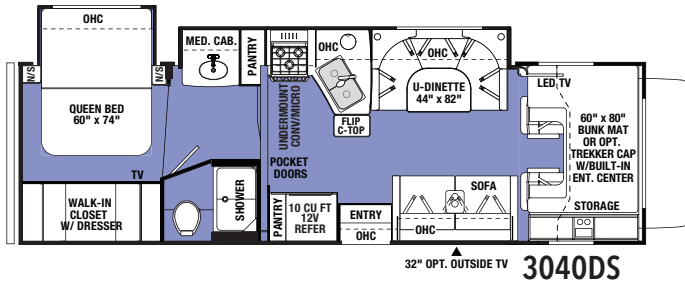 OHC
N/S
N/S
QUEEN BED
60" x 74"
TV
WALK-IN
CLOSET
W/ DRESSER
MED. CAB.
PANTRY
SHOWER
UNDERMOUNT
CONV/MICRO
POCKET
DOORS
PANTRY
10 CU FT
12V
REFER
OHC
FLIP
C-TOP
ENTRY
OHC
OHC
U-DINETTE
44" x 82"
SOFA
OHC
32" OPT. OUTSIDE TV
LED TV
60" x 80"
BUNK MAT
OR OPT.
TREKKER CAP
W/BUILT-IN
ENT. CENTER
STORAGE
3040DS